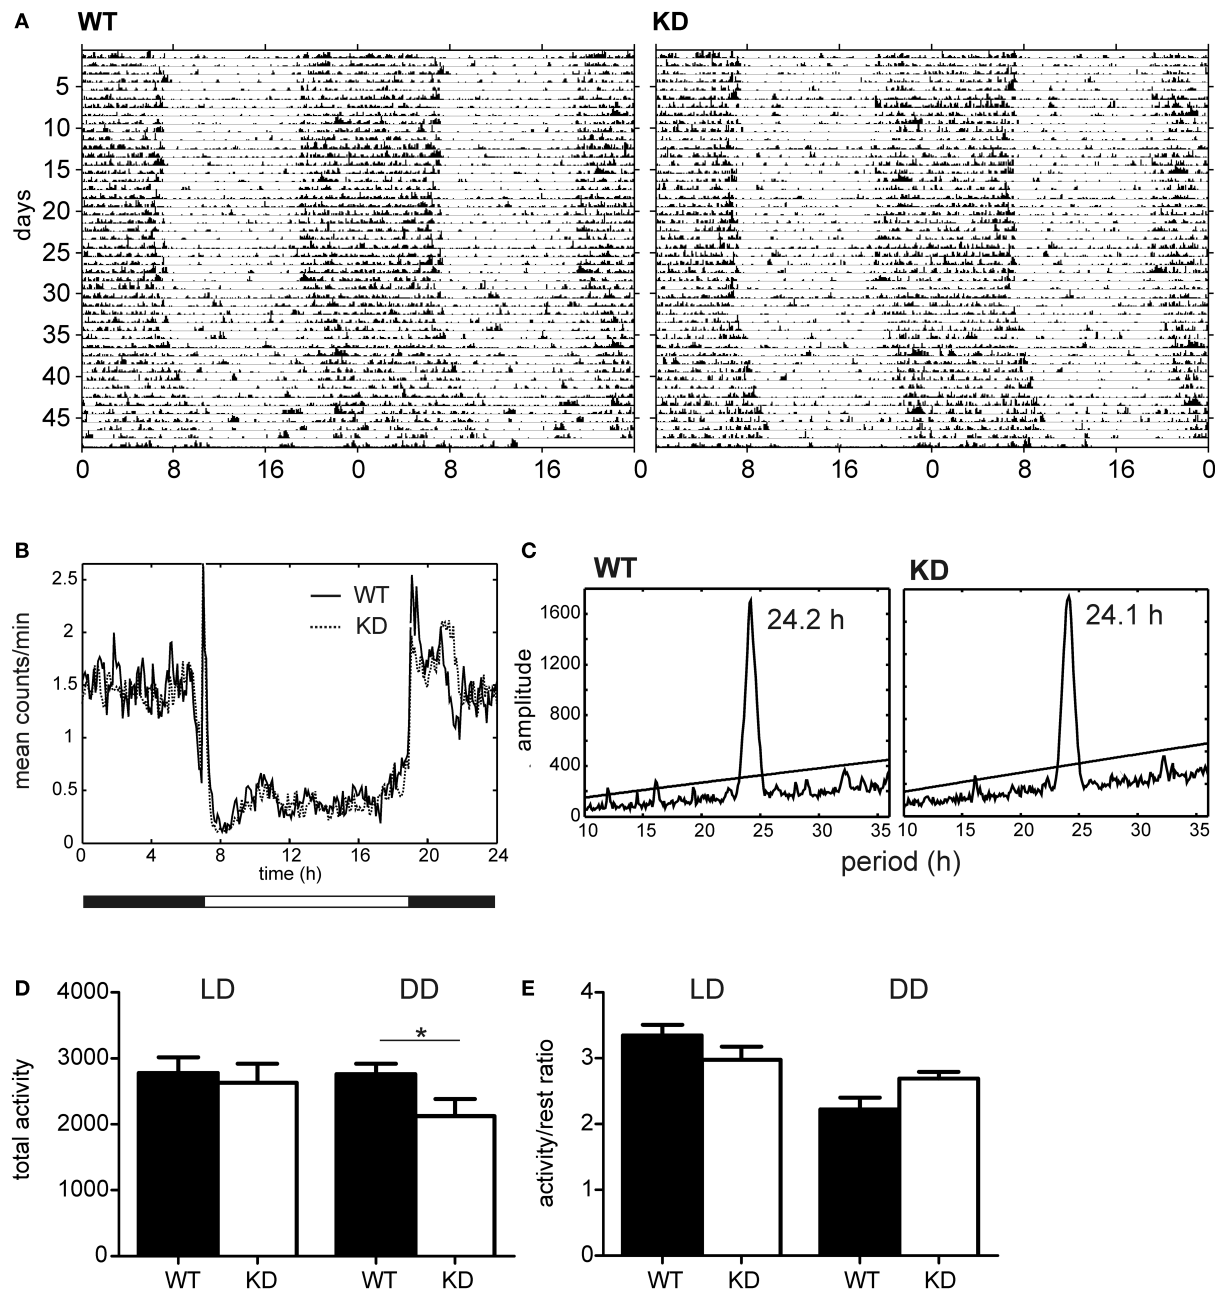 A WT KD
5
10
15
20
25
30
35
40
45
days
0 8 16 0 8 16 0 8 16 0 8 16 0
B C
WT KD
2.5
2
1.5
1
0.5
0
mean counts/min
WT
KD
0 4 8 12 16 20 24
time (h)
1600
1200
800
400
0
amplitude
24.2 h 24.1 h
10 15 20 25 30 35 10 15 20 25 30 35
period (h)
D LD DD
4000
3000
2000
1000
0
total activity
*
WT KD WT KD
E LD DD
4
3
2
1
0
activity/rest ratio
WT KD WT KD